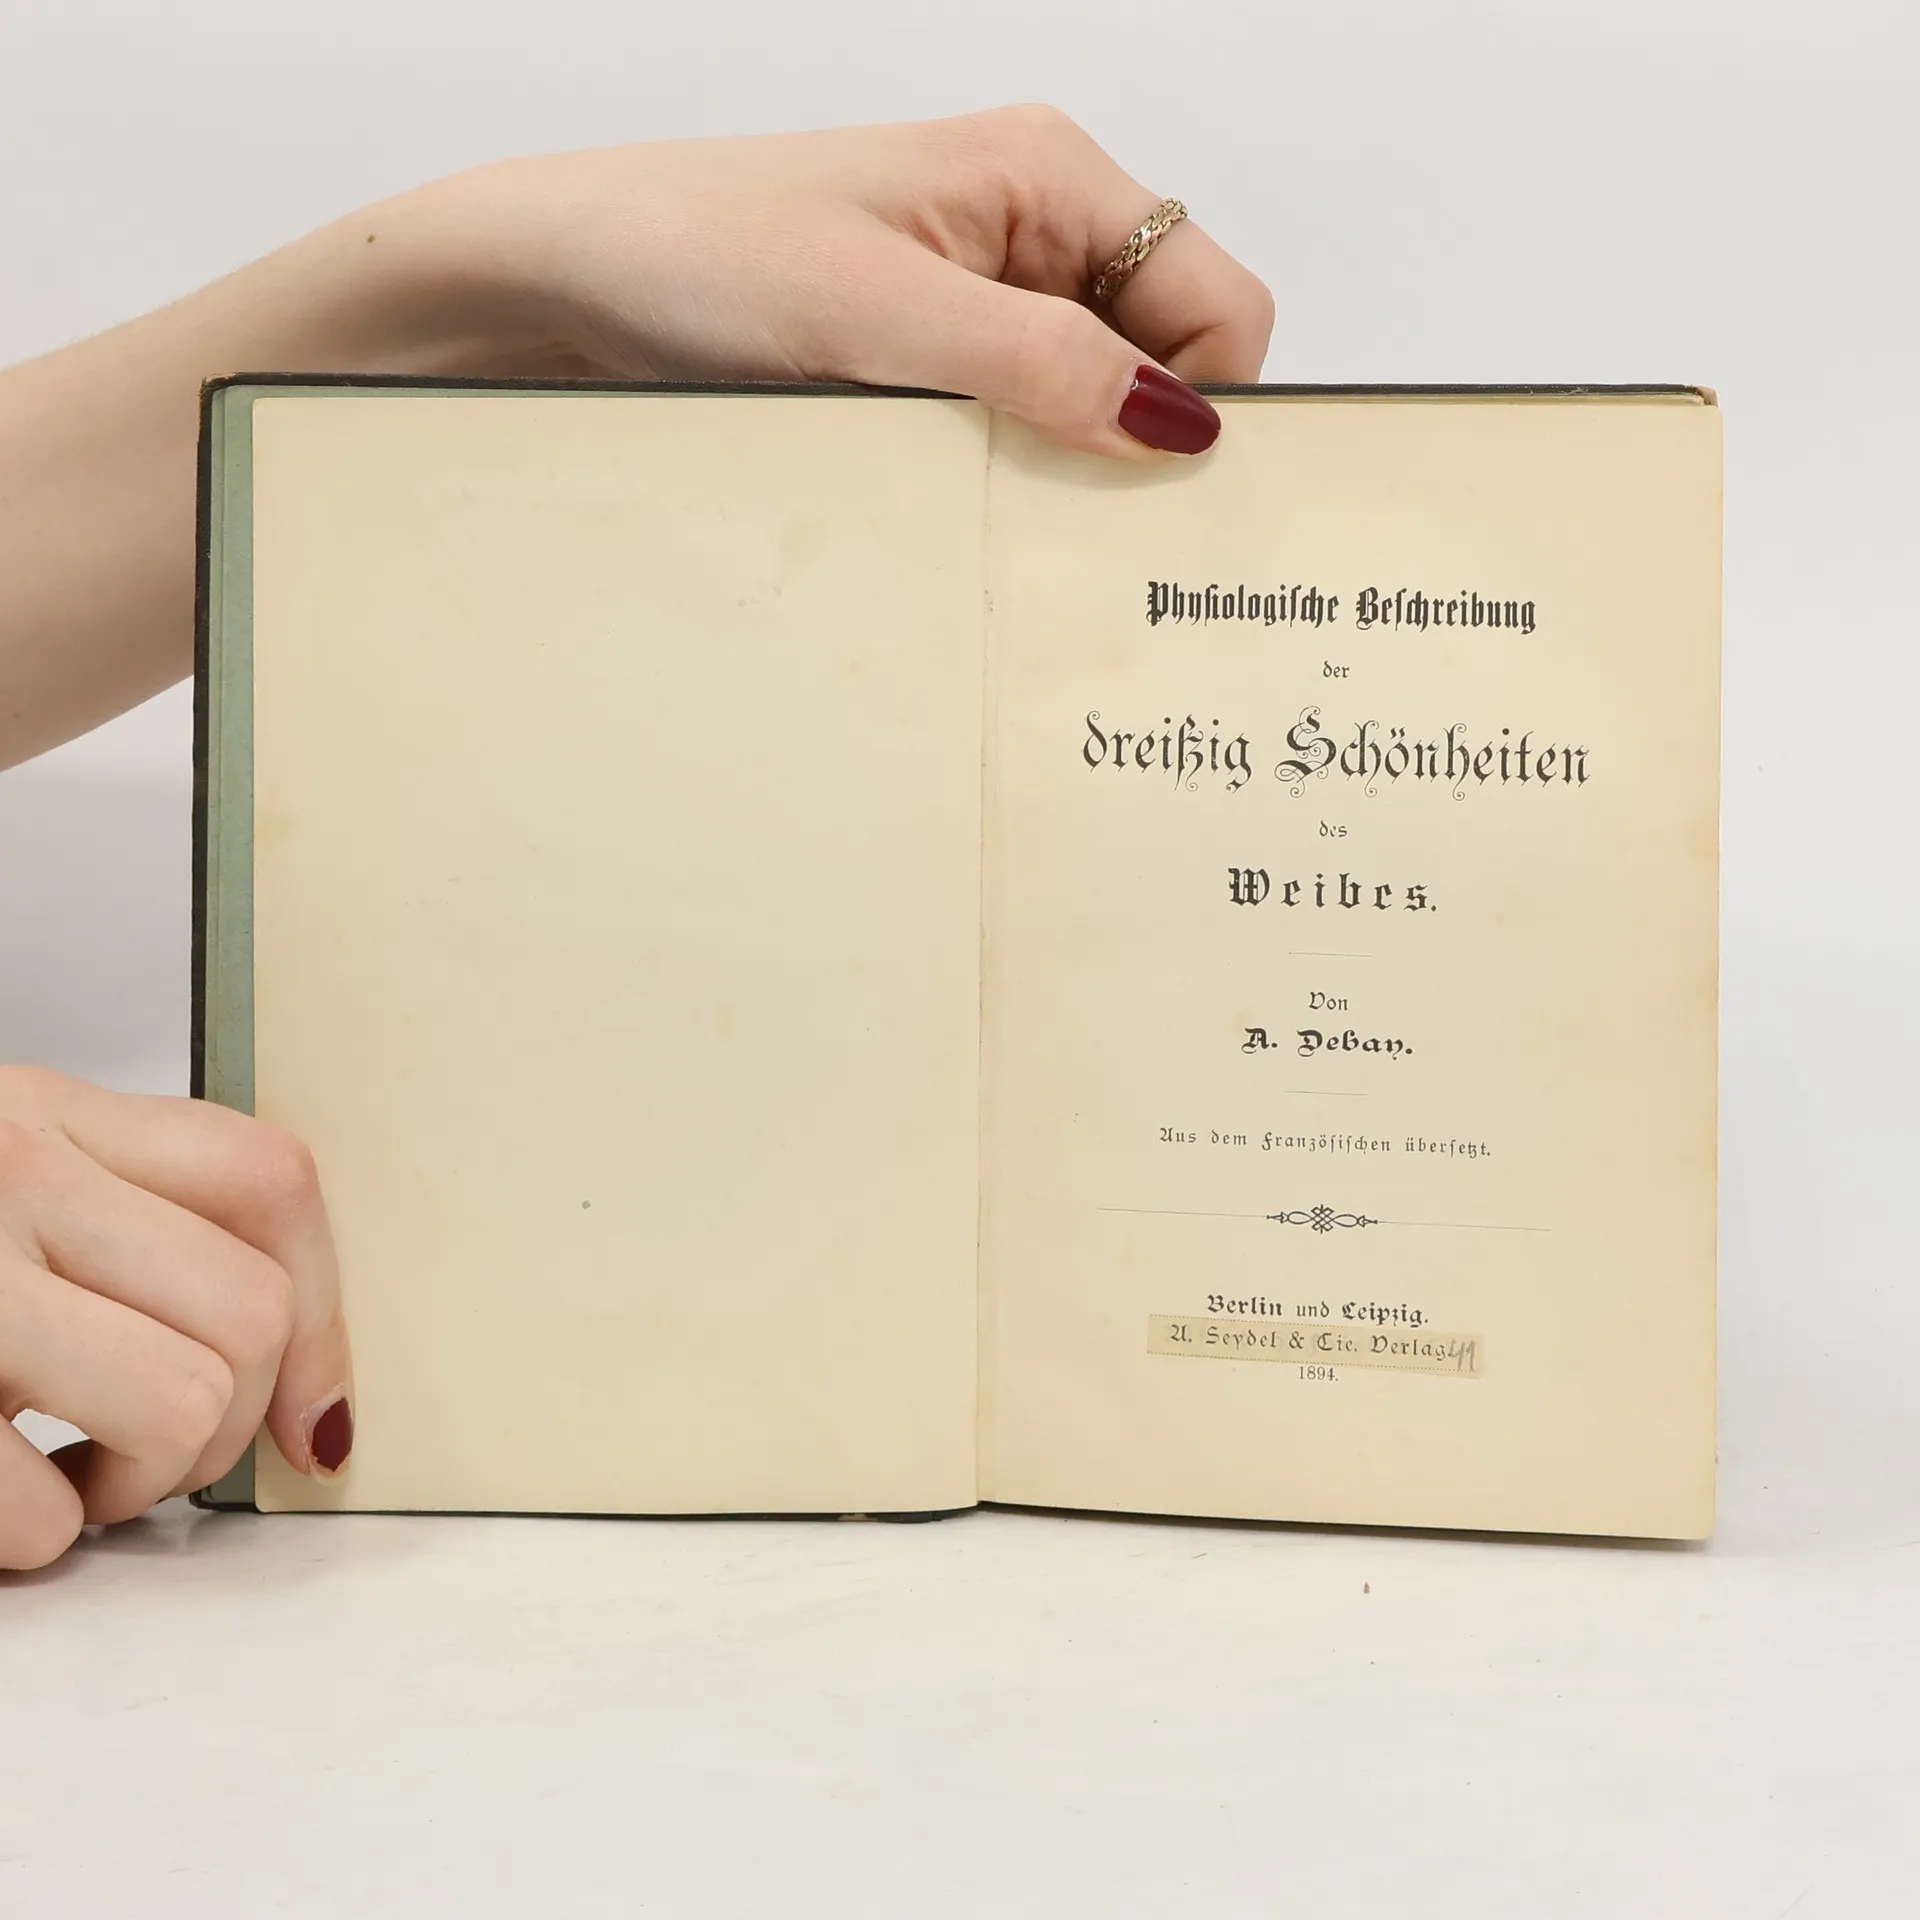 Physiologische Beschreibung
der
dreißig Schönheiten
des
Weibes.
Von
A. Debay.
Aus dem Französischen übersetzt.
Berlin und Leipzig.
A. Seydel & Cie. Verlag
1894.